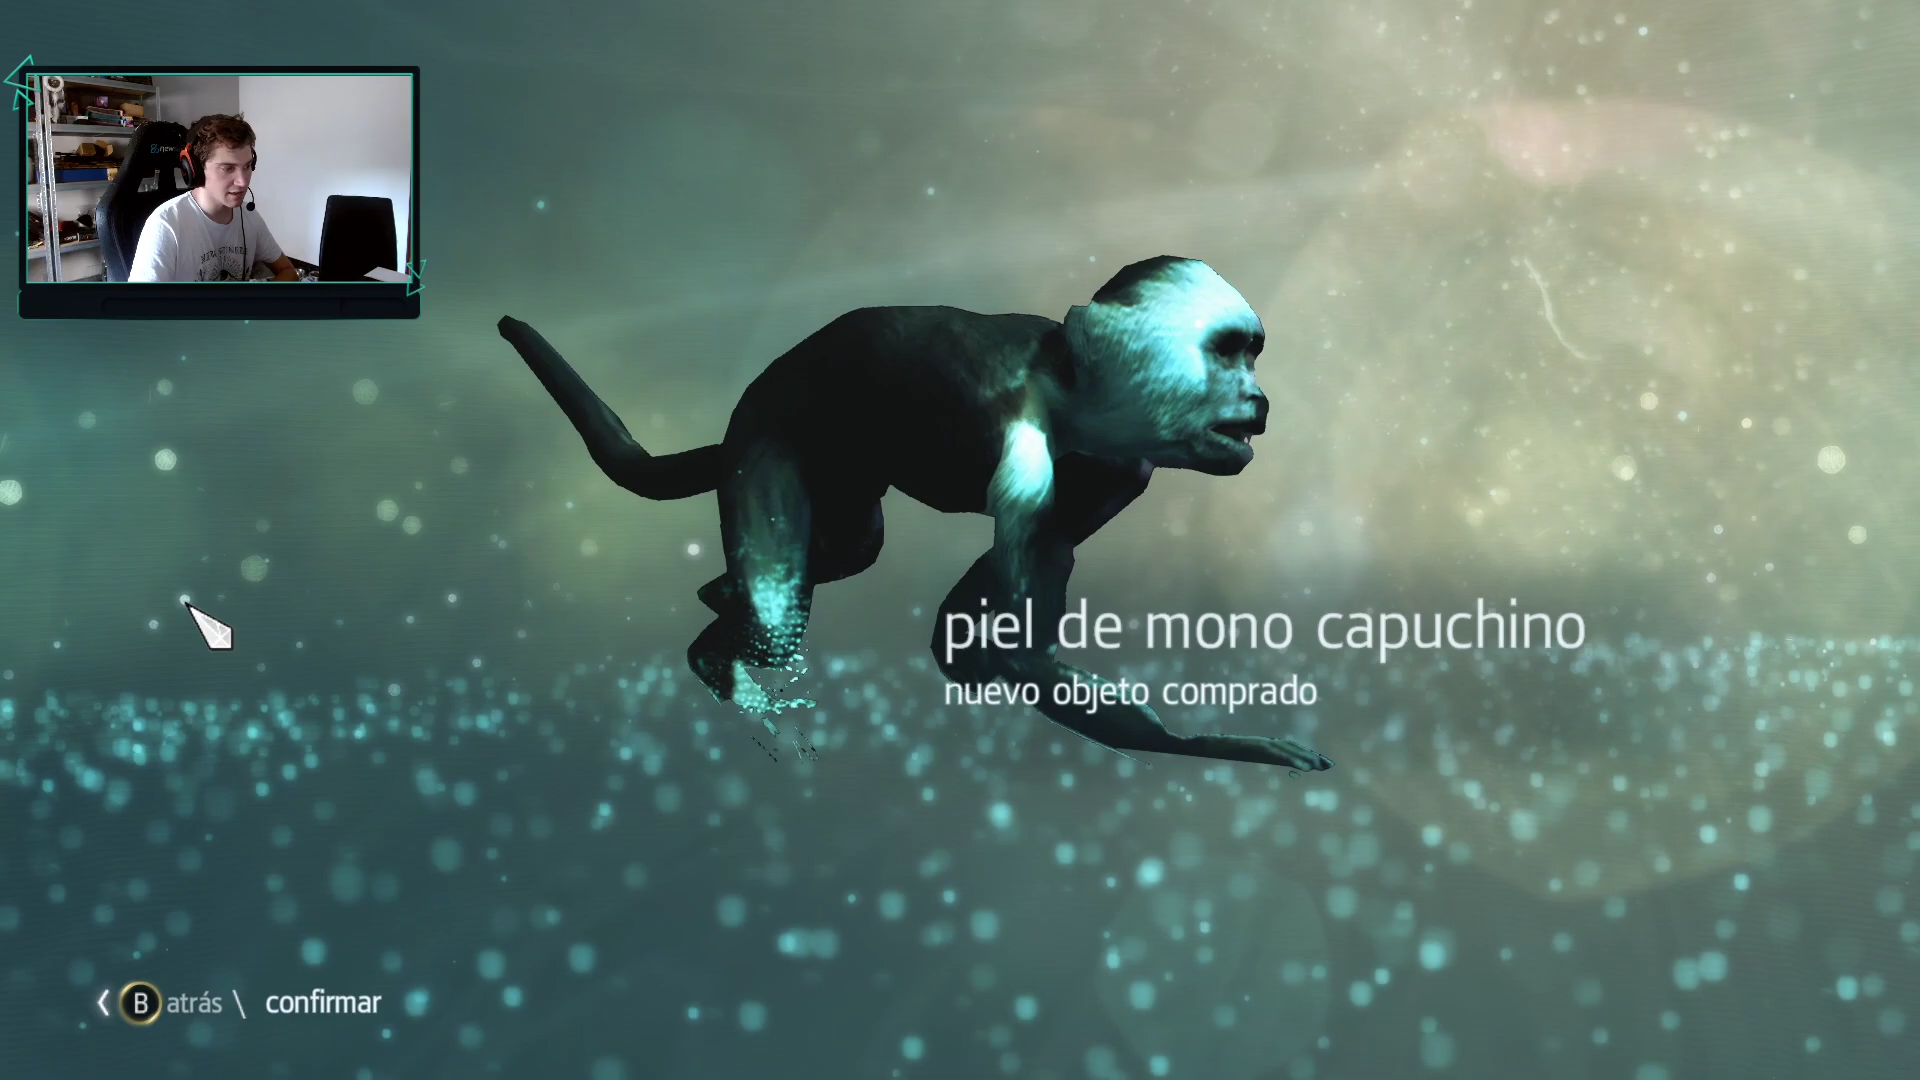 piel de mono capuchino
nuevo objeto comprado
B atrás \ confirmar